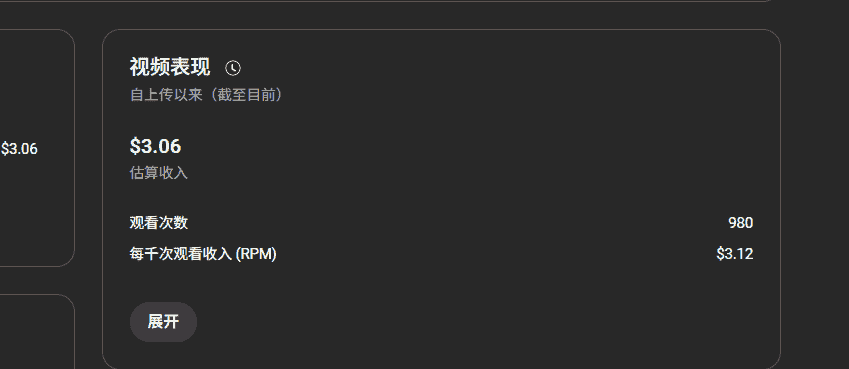 $3.06
视频表现
自上传以来（截至目前）
$3.06
估算收入
观看次数 980
每千次观看收入 (RPM) $3.12
展开